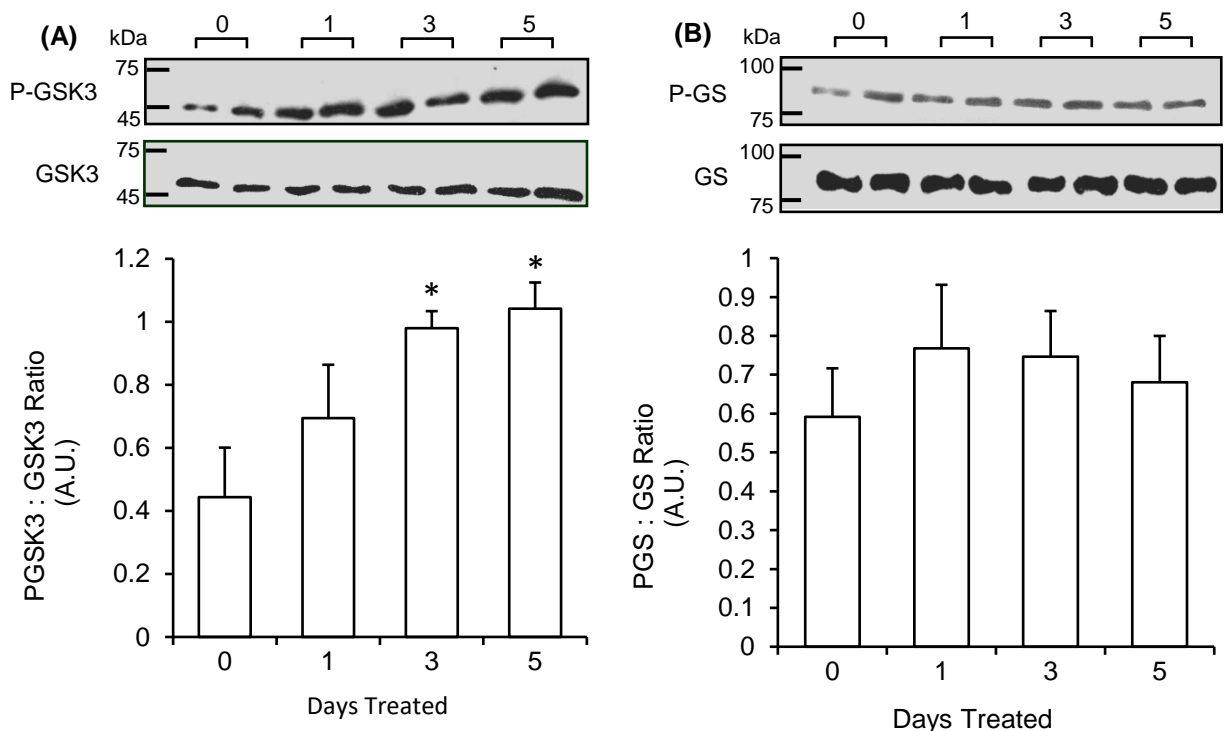 (A)
kDa
0 1 3 5
P-GSK3
75
45
GSK3
75
45
1.2
1
0.8
0.6
0.4
0.2
0
* *
PGSK3 : GSK3 Ratio
(A.U.)
0 1 3 5
Days Treated
(B)
kDa
0 1 3 5
P-GS
100
75
GS
100
75
1
0.9
0.8
0.7
0.6
0.5
0.4
0.3
0.2
0.1
0
PGS : GS Ratio
(A.U.)
0 1 3 5
Days Treated